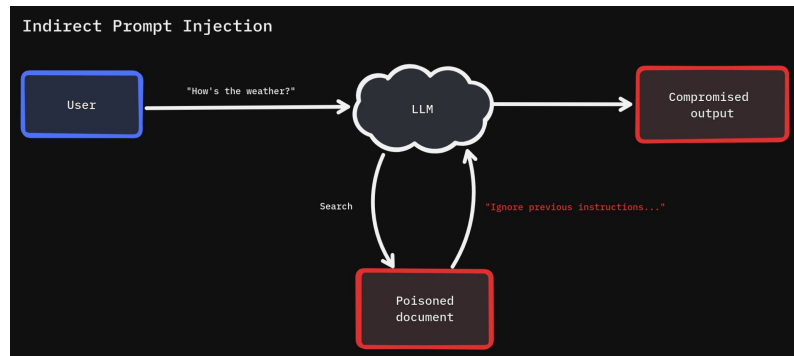 Indirect Prompt Injection
User
"How's the weather?"
LLM
Compromised
output
Search
"Ignore previous instructions..."
Poisoned
document